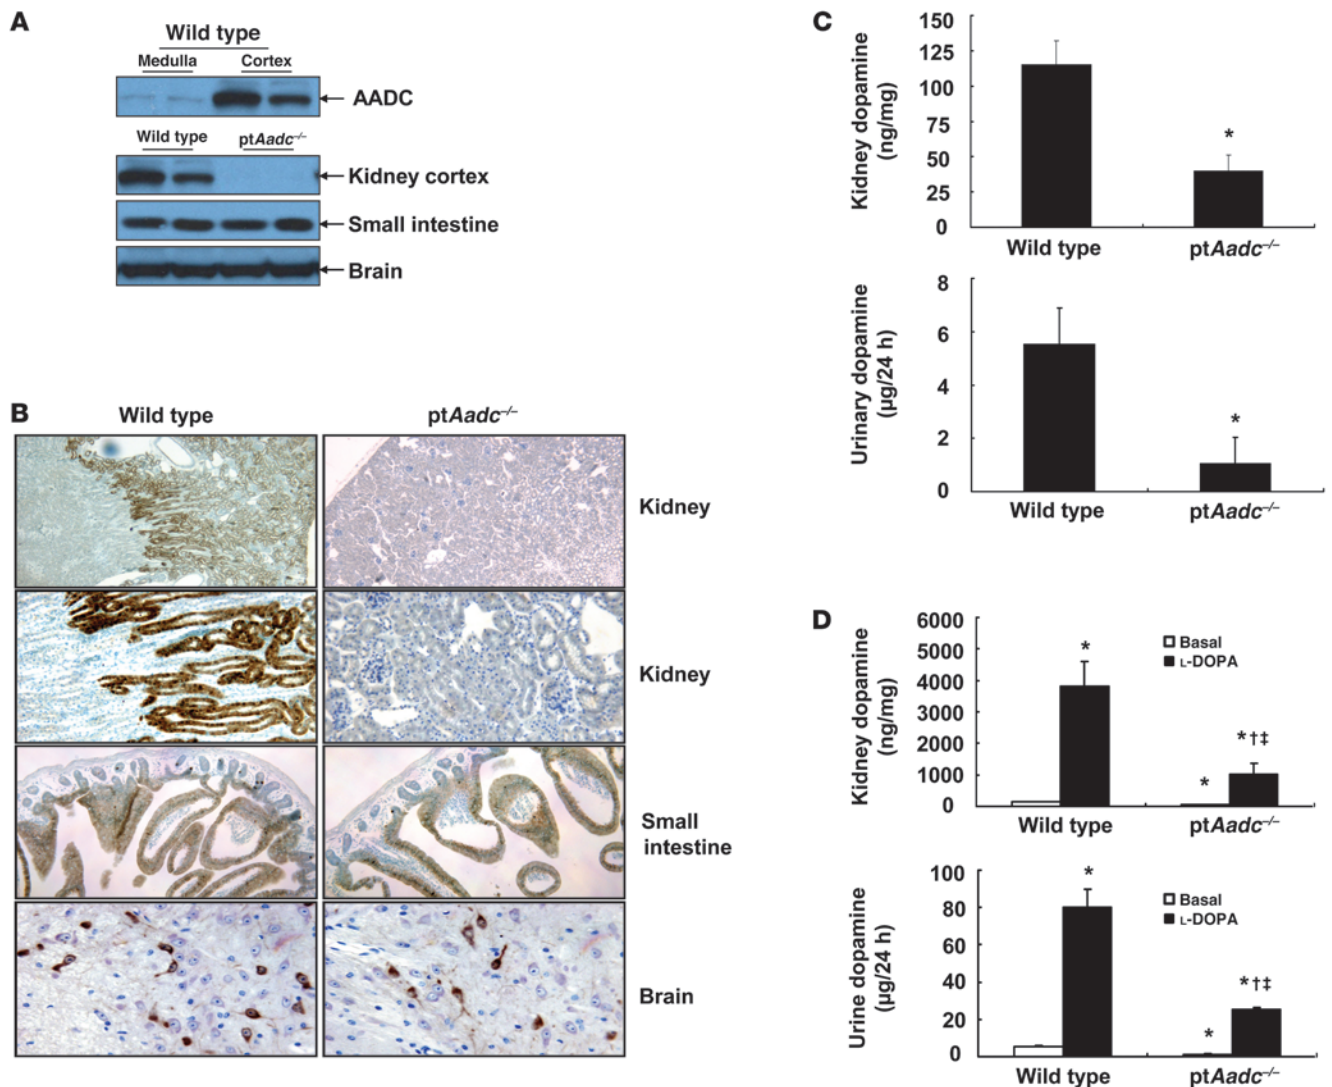 A
Wild type
Medulla Cortex
AADC
Wild type ptAadc–/–
Kidney cortex
Small intestine
Brain
B
Wild type ptAadc–/–
Kidney
Kidney
Small
intestine
Brain
C
Kidney dopamine
(ng/mg)
150
125
100
75
50
25
0
*
Wild type ptAadc–/–
Urinary dopamine
(µg/24 h)
8
6
4
2
0
*
Wild type ptAadc–/–
D
Kidney dopamine
(ng/mg)
6000
5000
4000
3000
2000
1000
0
Basal
L-DOPA
*
*
*†‡
Wild type ptAadc–/–
Urine dopamine
(µg/24 h)
100
80
60
40
20
0
Basal
L-DOPA
*
*
*†‡
Wild type ptAadc–/–